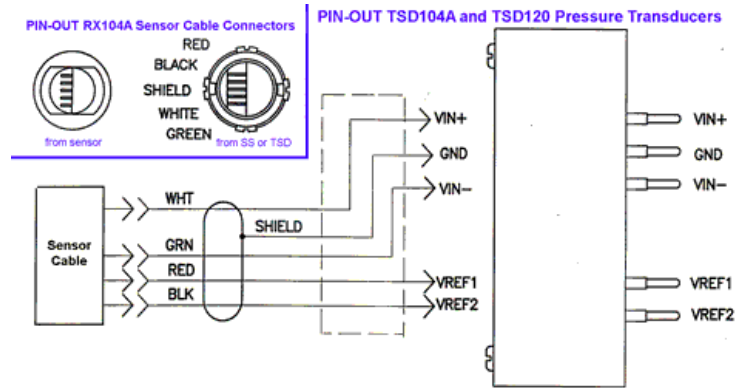 PIN-OUT RX104A Sensor Cable Connectors
RED
BLACK
SHIELD
WHITE
GREEN
from sensor
from SS or TSD
PIN-OUT TSD104A and TSD120 Pressure Transducers
VIN+
GND
VIN−
VREF1
VREF2
VIN+
GND
VIN−
VREF1
VREF2
Sensor
Cable
WHT
SHIELD
GRN
RED
BLK